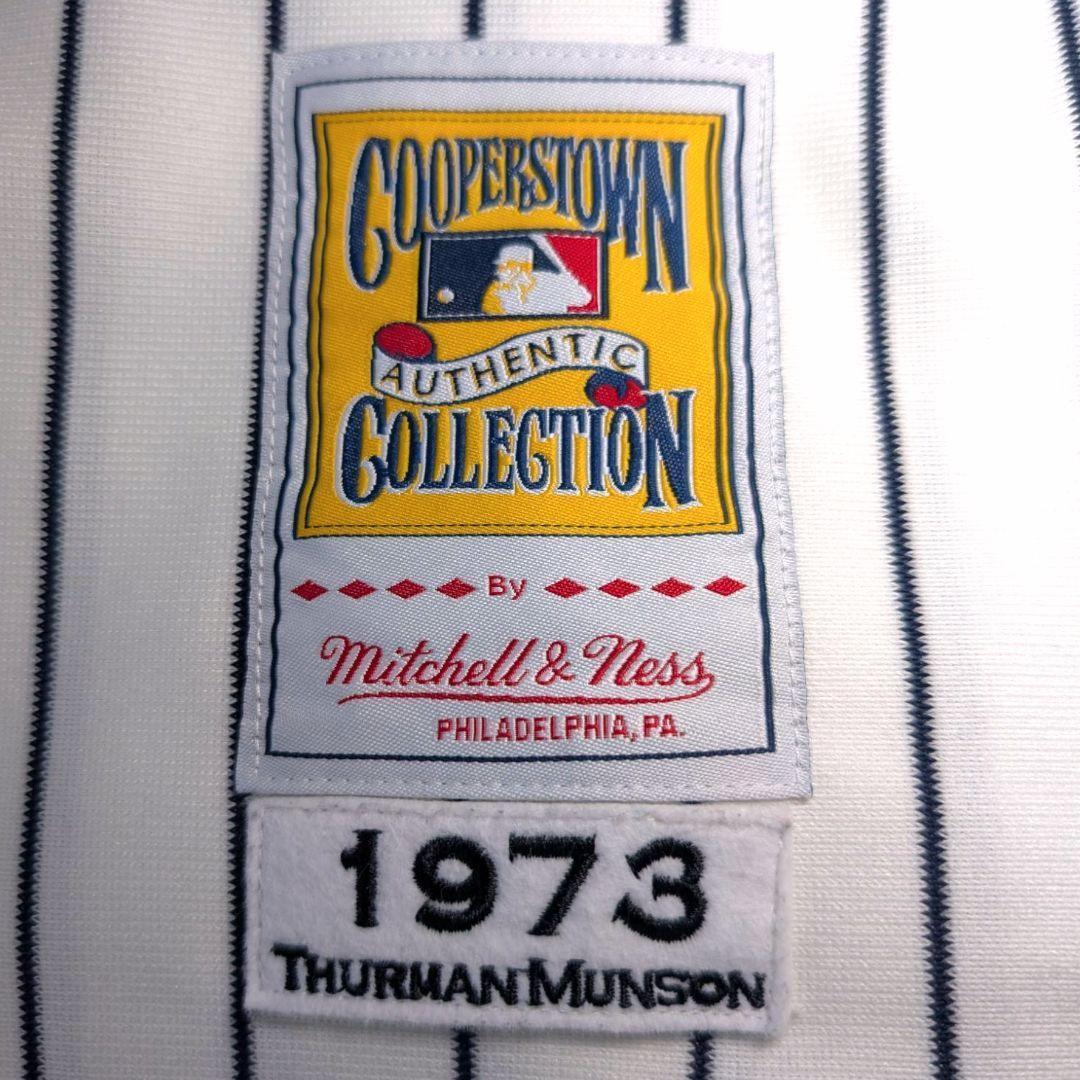 COOPERSTOWN
AUTHENTIC
COLLECTION
By
Mitchell & Ness
PHILADELPHIA, PA.
1973
THURMAN MUNSON